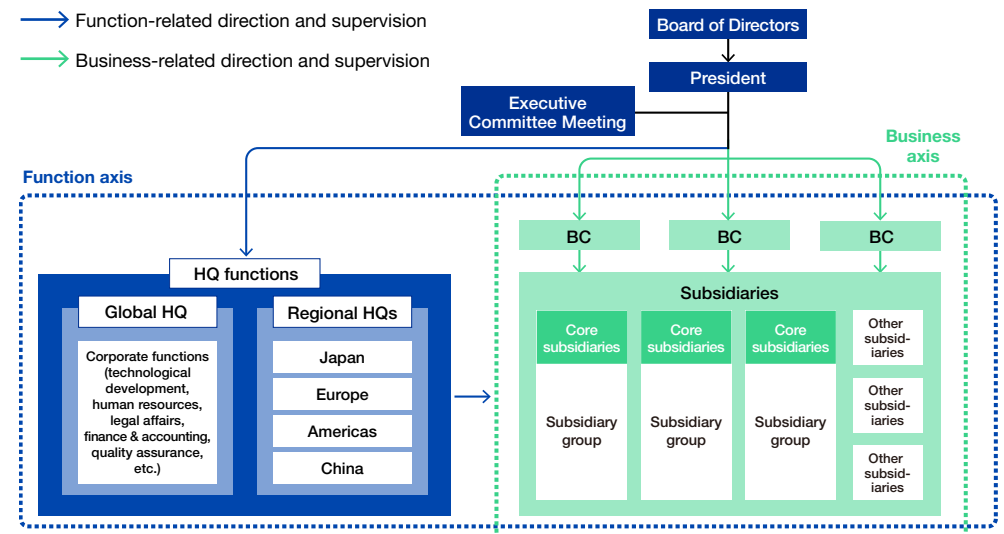 Function-related direction and supervision
Business-related direction and supervision
Board of Directors
President
Executive
Committee Meeting
Business
axis
Function axis
BC
BC
BC
HQ functions
Global HQ
Corporate functions
(technological
development,
human resources,
legal affairs,
finance & accounting,
quality assurance,
etc.)
Regional HQs
Japan
Europe
Americas
China
Subsidiaries
Core
subsidiaries
Subsidiary
group
Core
subsidiaries
Subsidiary
group
Core
subsidiaries
Subsidiary
group
Other
subsid-
iaries
Other
subsid-
iaries
Other
subsid-
iaries